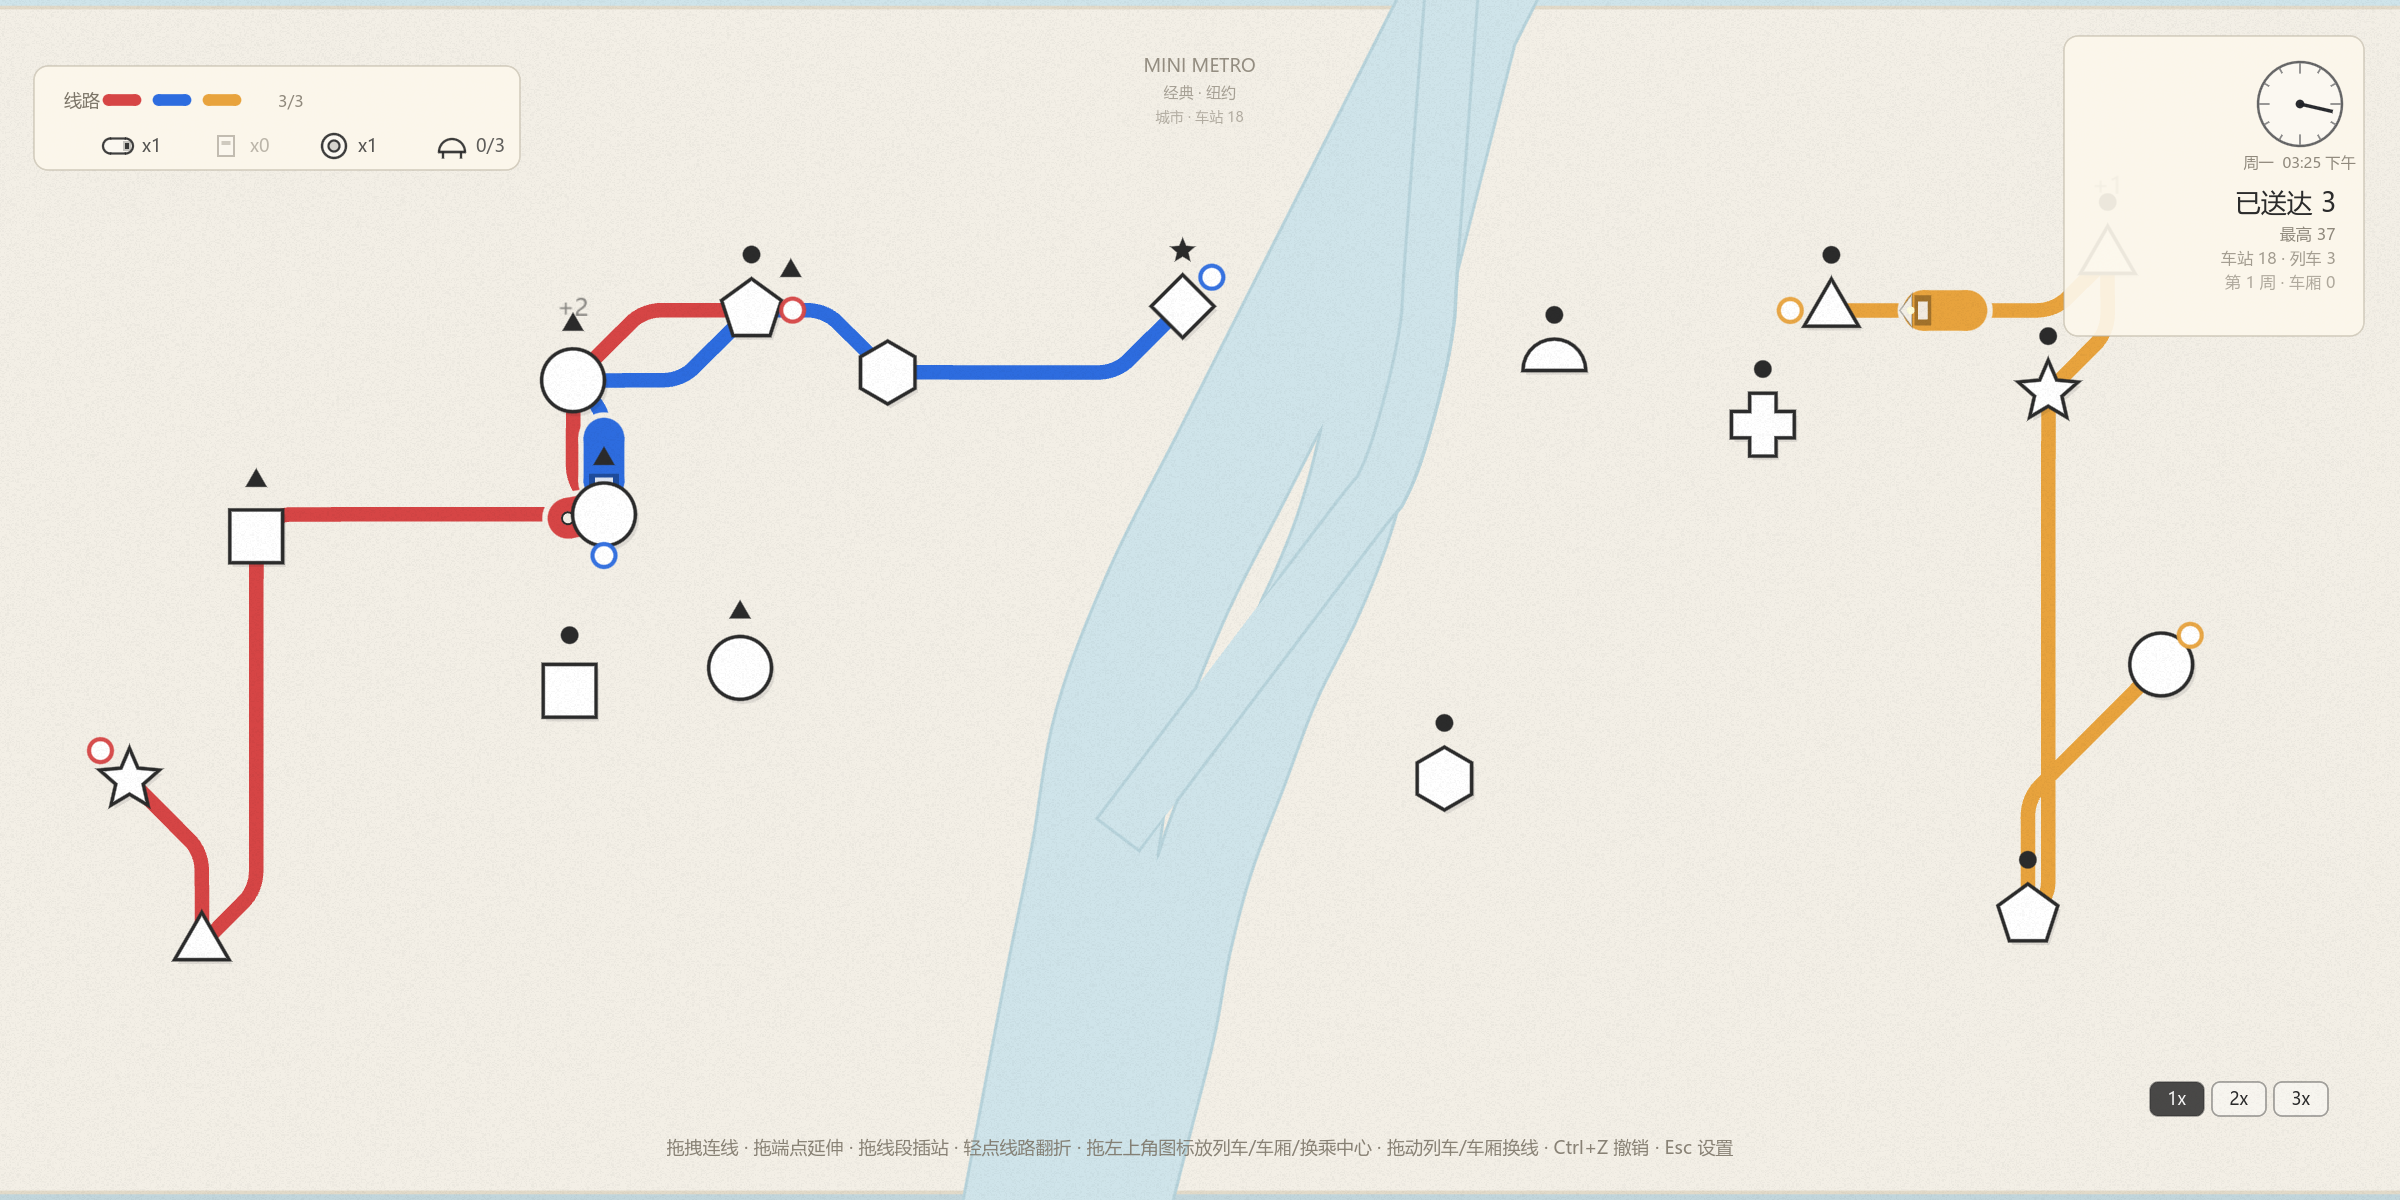 线路 3/3
x1 x0 x1 0/3
MINI METRO
经典 · 纽约
城市 · 车站 18
周一 03:25 下午
+1
已送达 3
最高 37
车站 18 · 列车 3
第 1 周 · 车厢 0
+2
1x 2x 3x
拖拽连线 · 拖端点延伸 · 拖线段插站 · 轻点线路翻折 · 拖左上角图标放列车/车厢/换乘中心 · 拖动列车/车厢换线 · Ctrl+Z 撤销 · Esc 设置